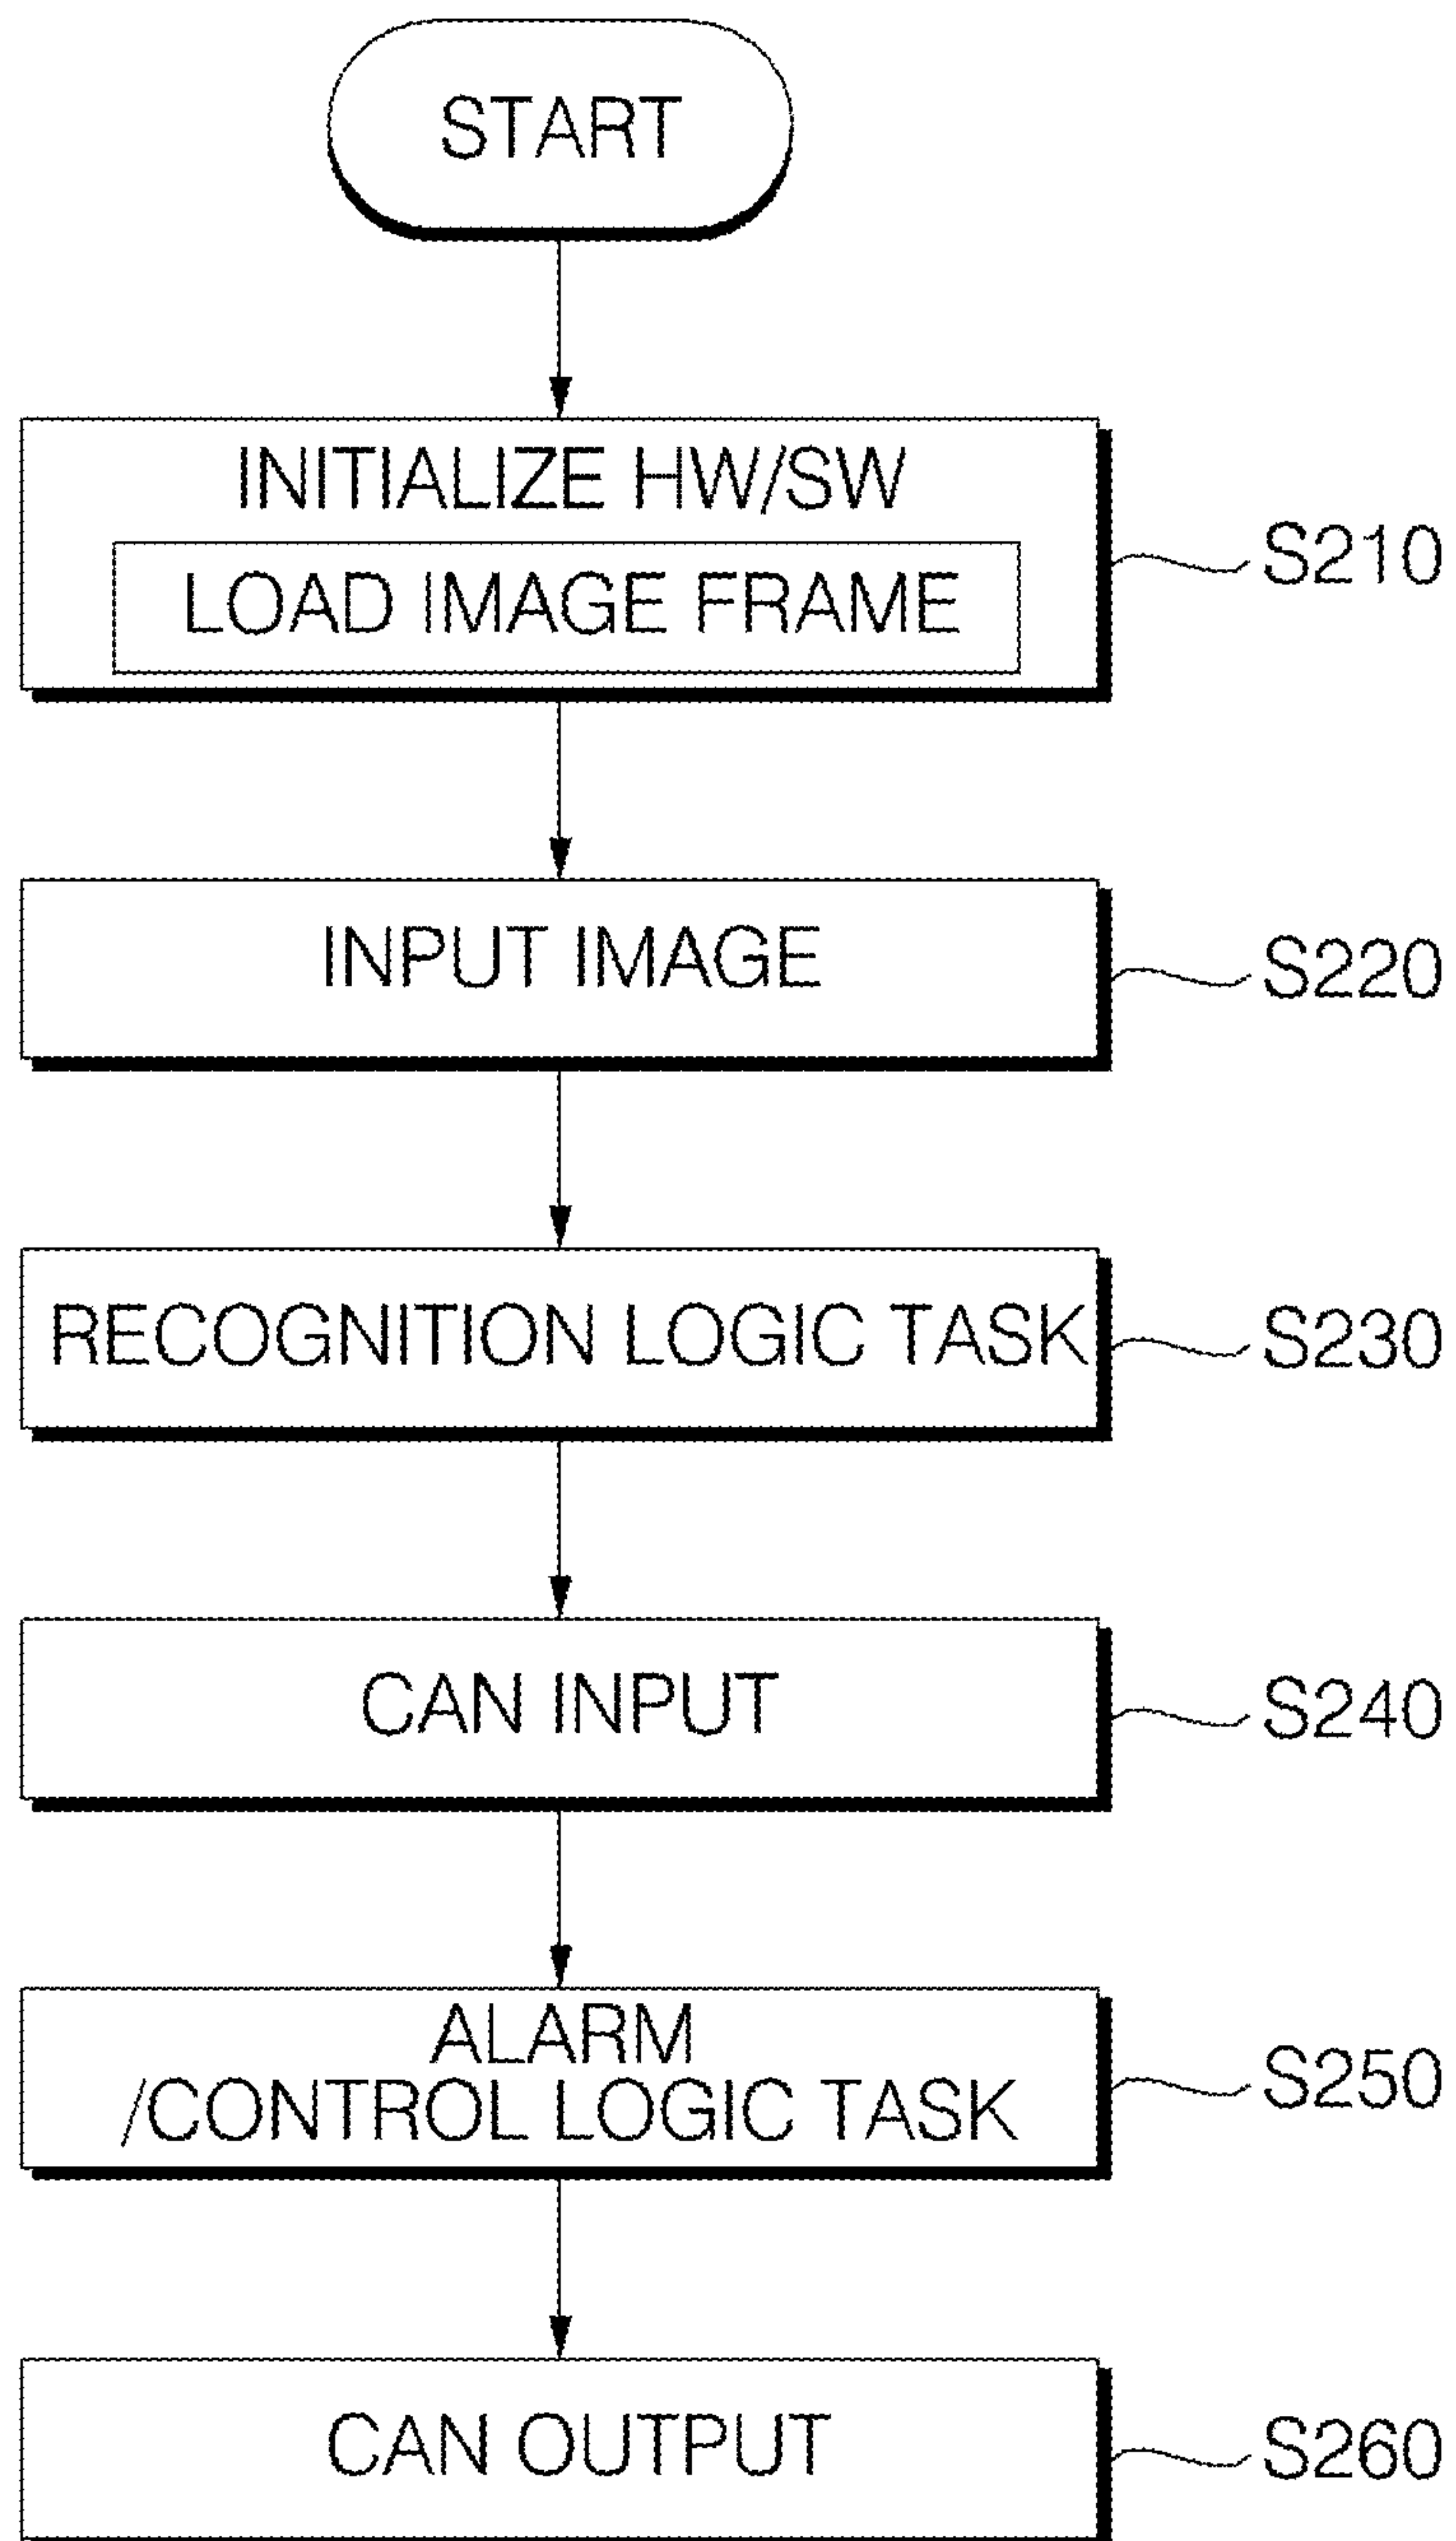 START
INITIALIZE HW/SW
LOAD IMAGE FRAME
S210
INPUT IMAGE
S220
RECOGNITION LOGIC TASK
S230
CAN INPUT
S240
ALARM
/CONTROL LOGIC TASK
S250
CAN OUTPUT
S260